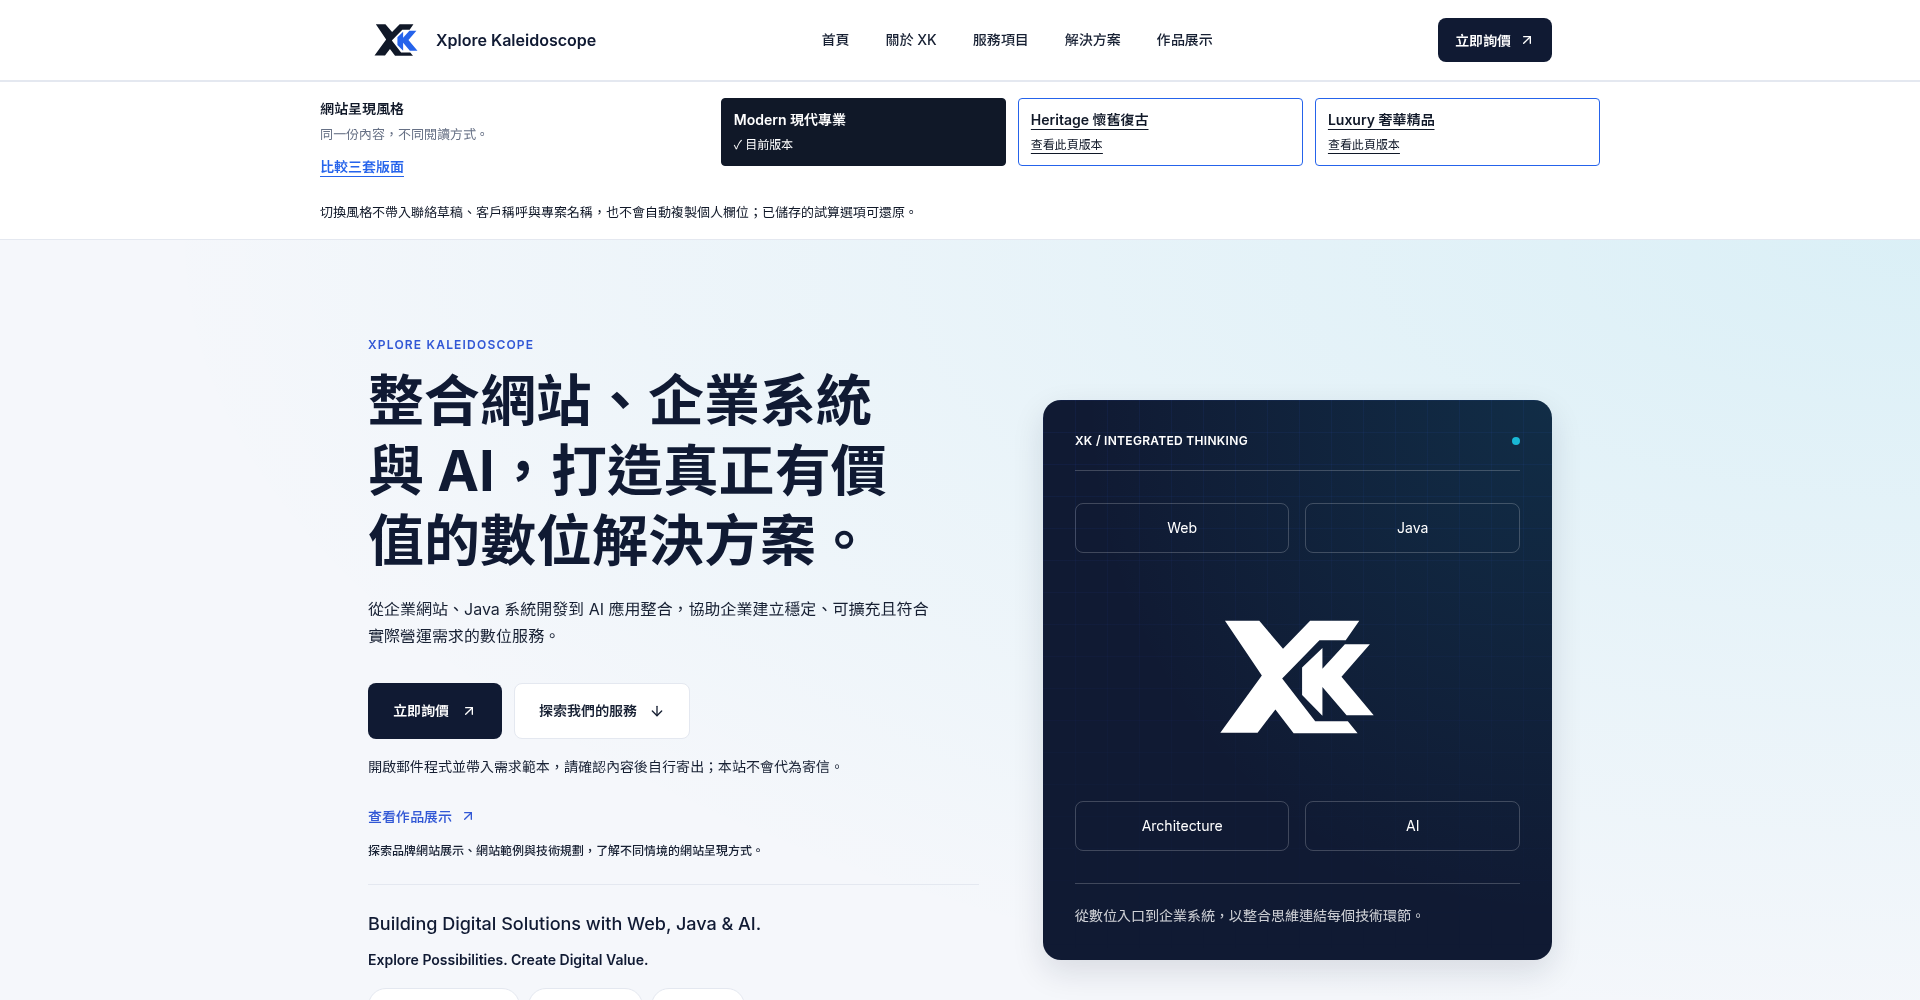 Xplore Kaleidoscope
首頁
關於 XK
服務項目
解決方案
作品展示
立即詢價
網站呈現風格
同一份內容，不同閱讀方式。
比較三套版面
Modern 現代專業
✓ 目前版本
Heritage 懷舊復古
查看此頁版本
Luxury 奢華精品
查看此頁版本
切換風格不帶入聯絡草稿、客戶稱呼與專案名稱，也不會自動複製個人欄位；已儲存的試算選項可還原。
XPLORE KALEIDOSCOPE
整合網站、企業系統
與 AI，打造真正有價
值的數位解決方案。
從企業網站、Java 系統開發到 AI 應用整合，協助企業建立穩定、可擴充且符合
實際營運需求的數位服務。
立即詢價
探索我們的服務
開啟郵件程式並帶入需求範本，請確認內容後自行寄出；本站不會代為寄信。
查看作品展示
探索品牌網站展示、網站範例與技術規劃，了解不同情境的網站呈現方式。
Building Digital Solutions with Web, Java & AI.
Explore Possibilities. Create Digital Value.
XK / INTEGRATED THINKING
Web
Java
XK
Architecture
AI
從數位入口到企業系統，以整合思維連結每個技術環節。